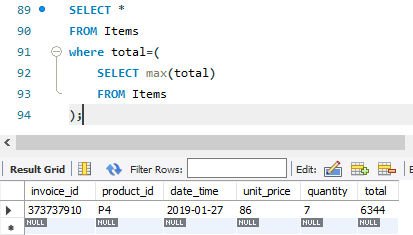 89 SELECT *
90 FROM Items
91 where total=(
92 SELECT max(total)
93 FROM Items
94 );
Result Grid Filter Rows: Edit:
invoice_id product_id date_time unit_price quantity total
373737910 P4 2019-01-27 86 7 6344
NULL NULL NULL NULL NULL NULL